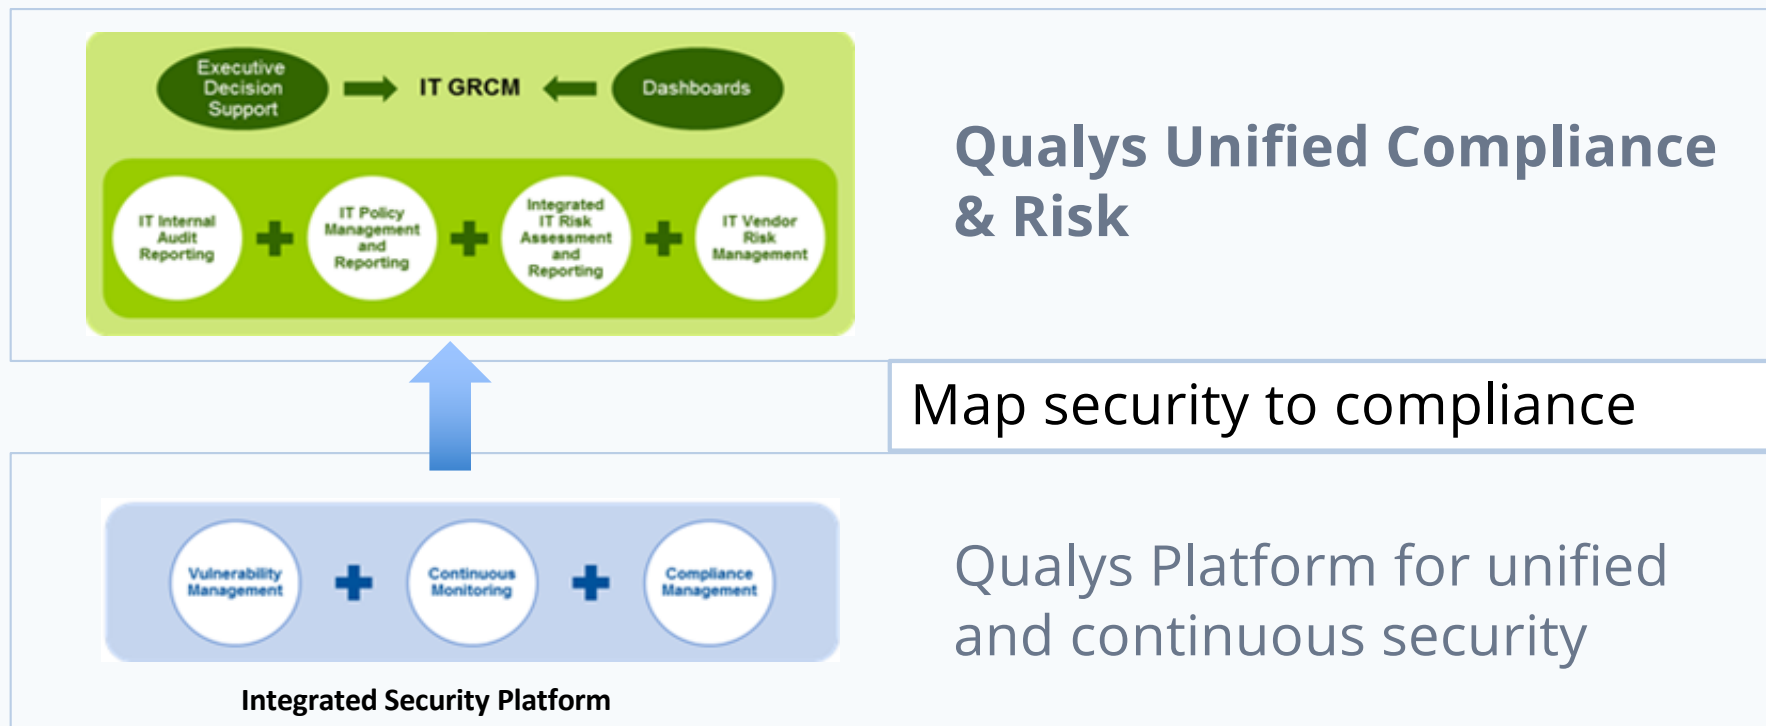 Executive
Decision
Support
IT GRCM
Dashboards
Qualys Unified Compliance
& Risk
IT Internal
Audit
Reporting
IT Policy
Management
and
Reporting
Integrated
IT Risk
Assessment
and
Reporting
IT Vendor
Risk
Management
Map security to compliance
Vulnerability
Management
Continuous
Monitoring
Compliance
Management
Qualys Platform for unified
and continuous security
Integrated Security Platform